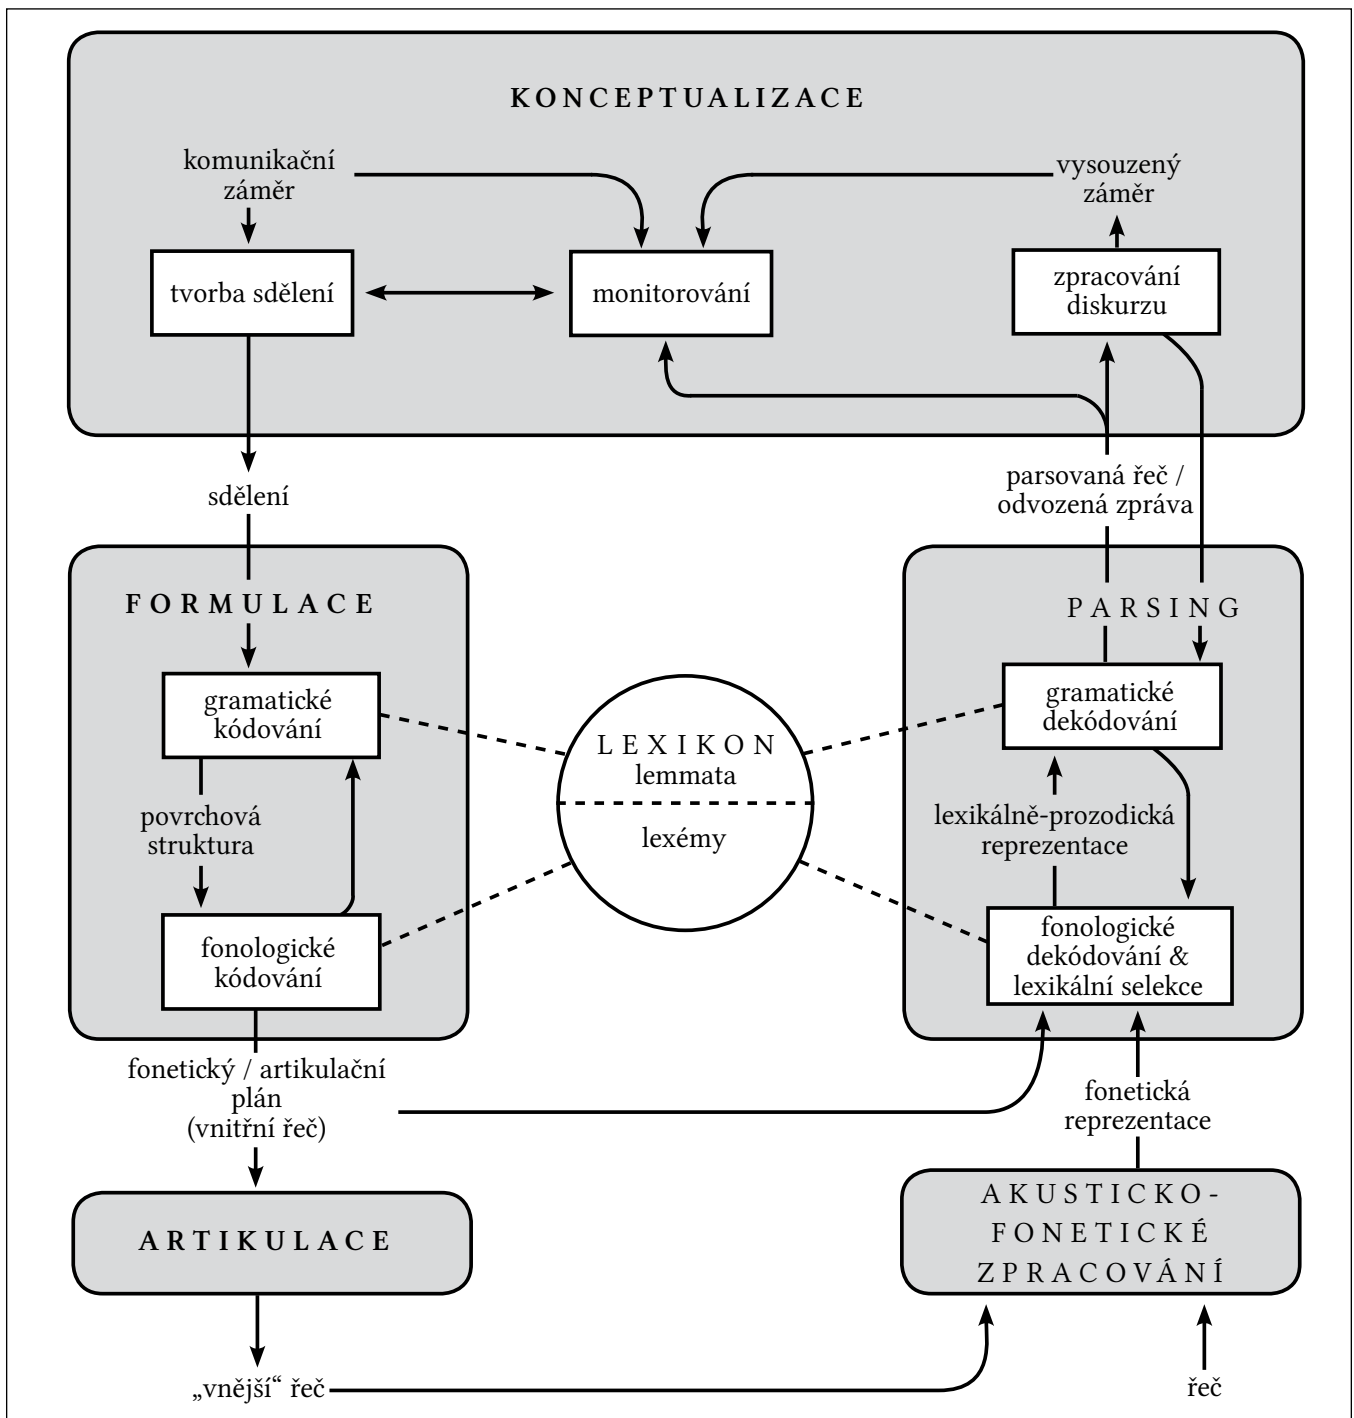 KONCEPTUALIZACE
komunikační
záměr
vysouzený
záměr
tvorba sdělení
monitorování
zpracování
diskurzu
sdělení
parsovaná řeč /
odvozená zpráva
FORMULACE
PARSING
gramatické
kódování
gramatické
dekódování
LEXIKON
lemmata
lexémy
povrchová
struktura
lexikálně-prozodická
reprezentace
fonologické
kódování
fonologické
dekódování &
lexikální selekce
fonetický / artikulační
plán
(vnitřní řeč)
fonetická
reprezentace
ARTIKULACE
AKUSTICKO-
FONETICKÉ
ZPRACOVÁNÍ
„vnější“ řeč
řeč